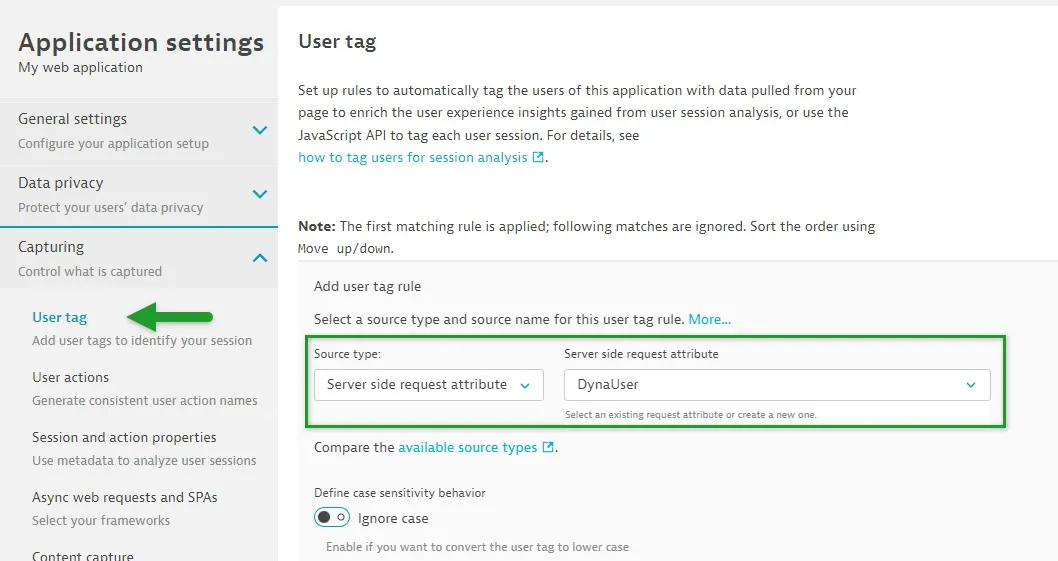 Application settings
My web application
General settings
Configure your application setup
Data privacy
Protect your users' data privacy
Capturing
Control what is captured
User tag
Add user tags to identify your session
User actions
Generate consistent user action names
Session and action properties
Use metadata to analyze user sessions
Async web requests and SPAs
Select your frameworks
Content capture
User tag
Set up rules to automatically tag the users of this application with data pulled from your
page to enrich the user experience insights gained from user session analysis, or use the
JavaScript API to tag each user session. For details, see
how to tag users for session analysis.
Note: The first matching rule is applied; following matches are ignored. Sort the order using
Move up/down.
Add user tag rule
Select a source type and source name for this user tag rule. More...
Source type:
Server side request attribute
Server side request attribute
DynaUser
Select an existing request attribute or create a new one.
Compare the available source types.
Define case sensitivity behavior
Ignore case
Enable if you want to convert the user tag to lower case